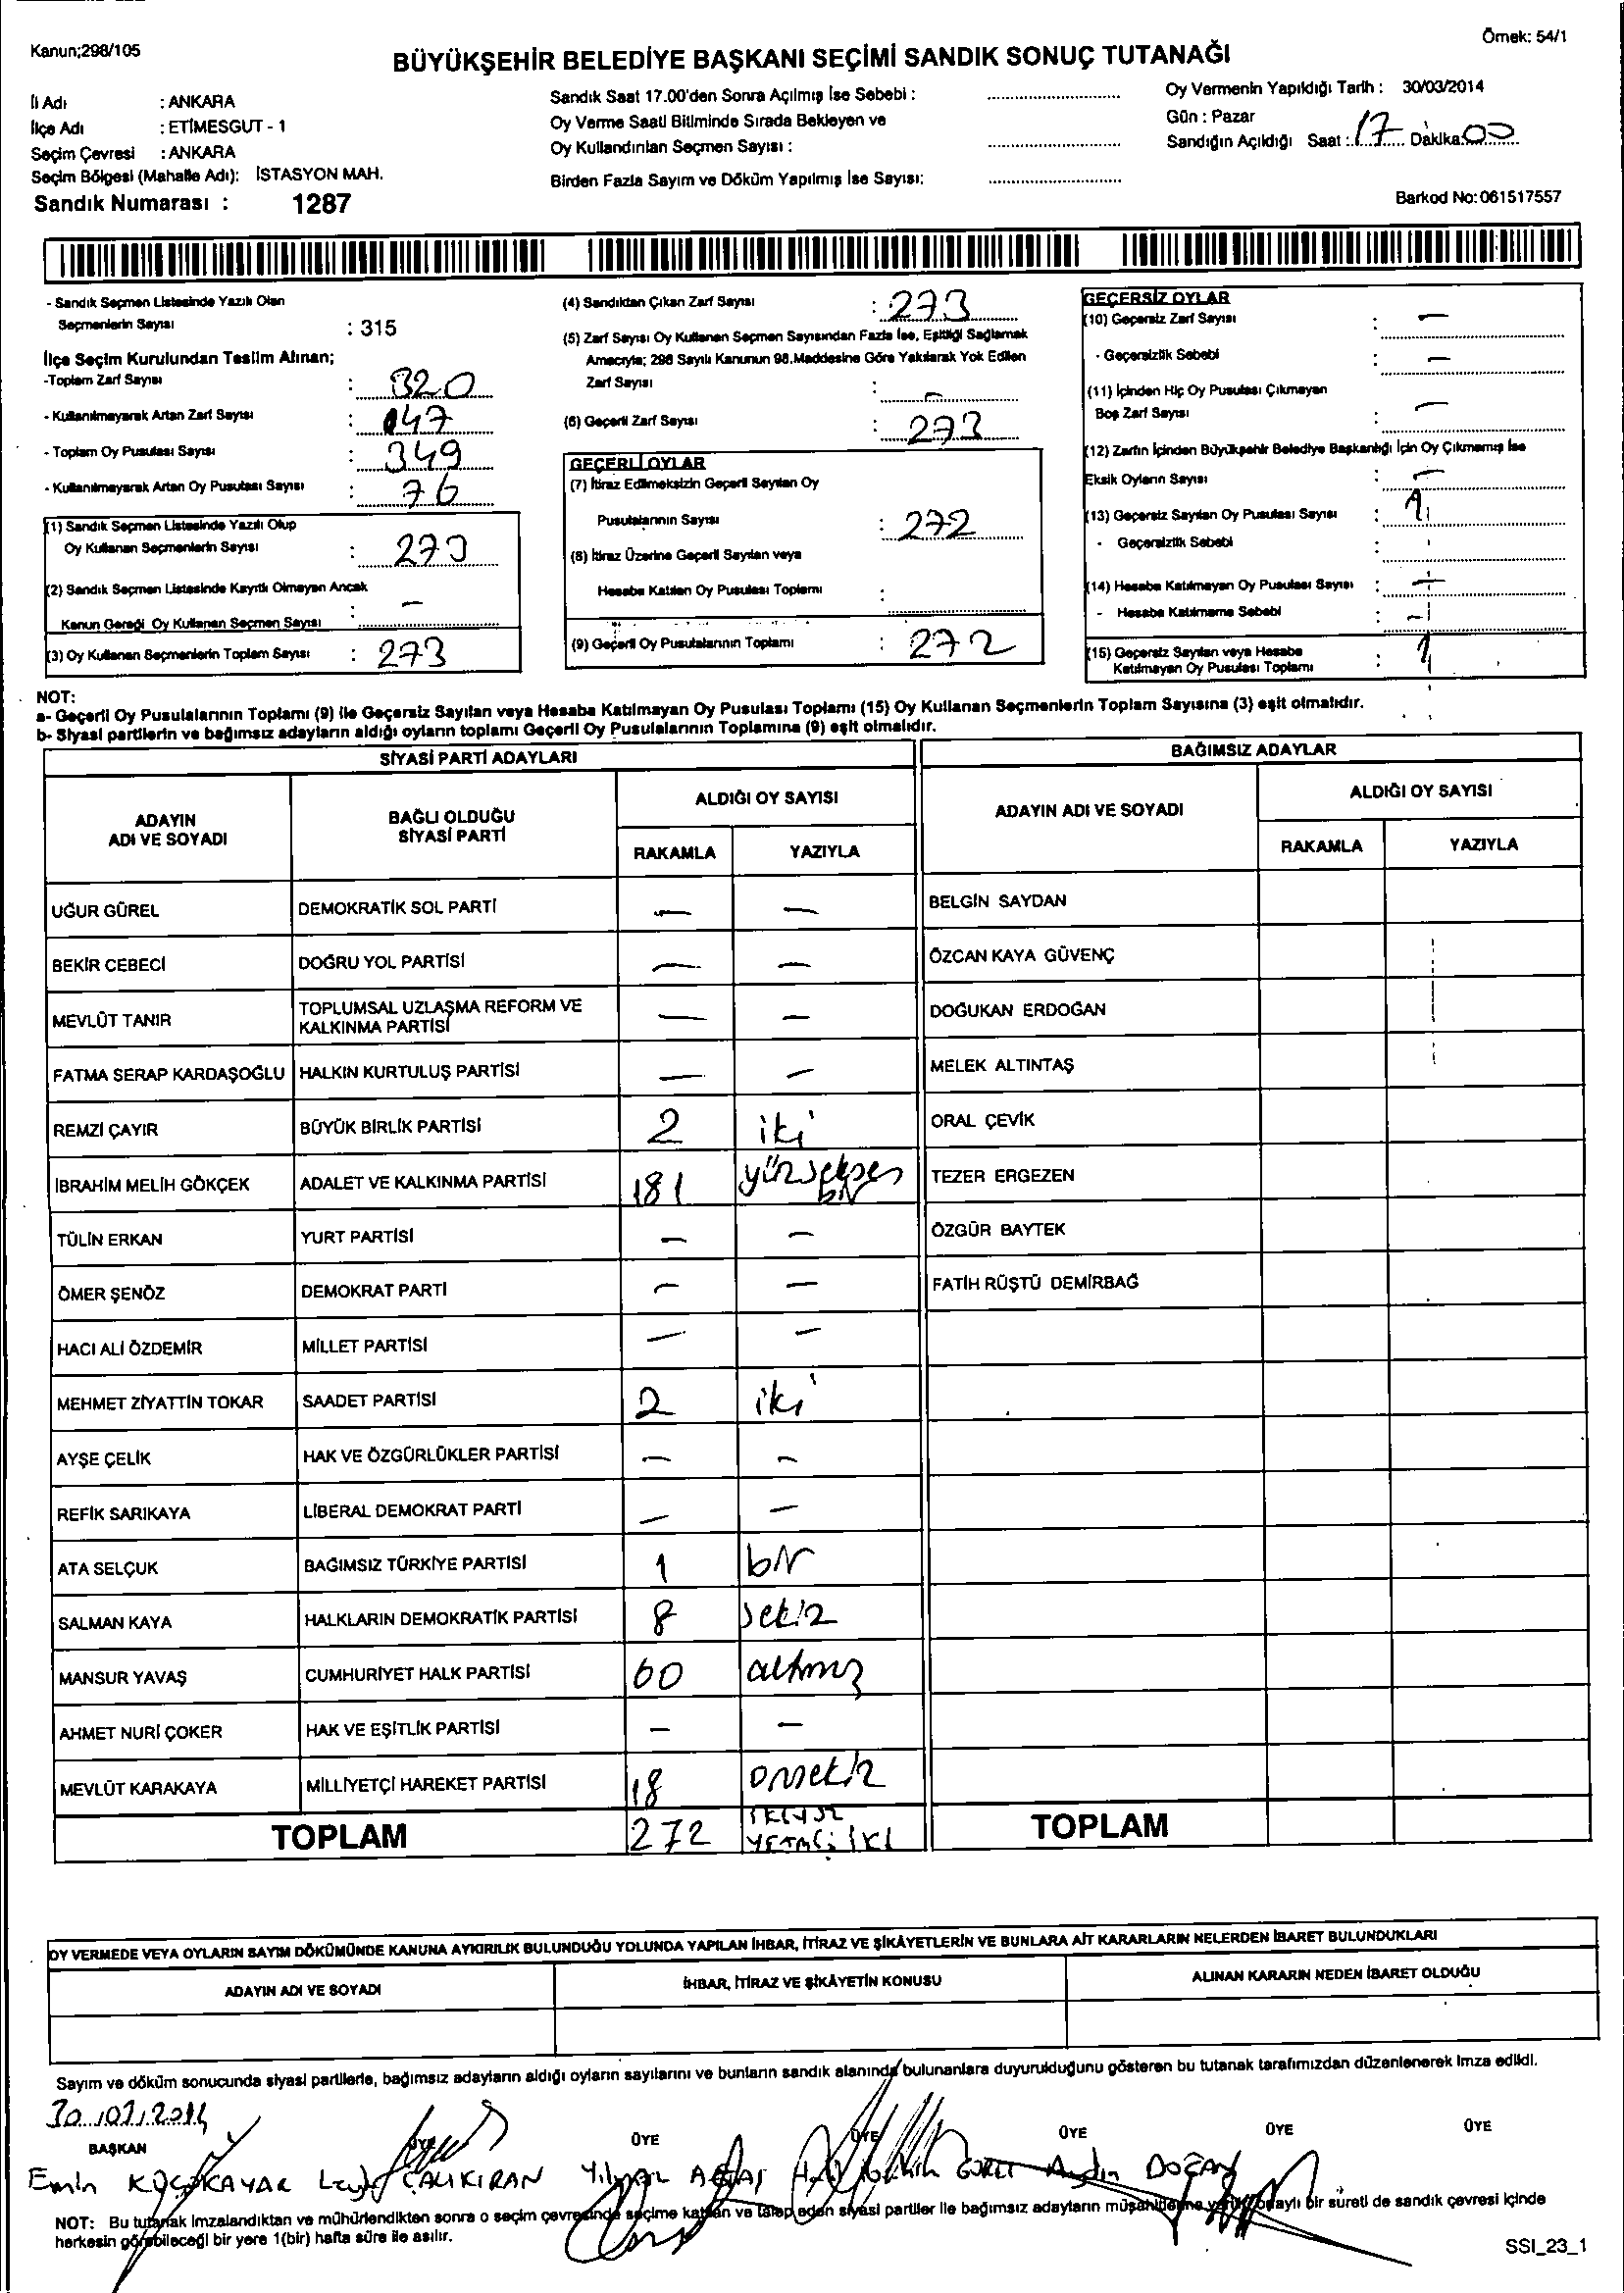 Kanun;298/105
Örnek: 54/1
BÜYÜKŞEHİR BELEDİYE BAŞKANI SEÇİMİ SANDIK SONUÇ TUTANAĞI
İli Adı : ANKARA
İlçe Adı : ETİMESGUT - 1
Seçim Çevresi : ANKARA
Seçim Bölgesi (Mahalle Adı): İSTASYON MAH.
Sandık Numarası : 1287
Sandık Saat 17.00'den Sonra Açılmış İse Sebebi :
Oy Verme Saati Bitiminde Sırada Bekleyen ve
Oy Kullandırılan Seçmen Sayısı :
Birden Fazla Sayım ve Döküm Yapılmış İse Sayısı:
Oy Vermenin Yapıldığı Tarih : 30/03/2014
Gün : Pazar
Sandığın Açıldığı Saat : 17 Dakika: 00
Barkod No: 061517557
- Sandık Seçmen Listesinde Yazılı Olan
Seçmenlerin Sayısı : 315
İlçe Seçim Kurulundan Teslim Alınan;
-Toplam Zarf Sayısı : 320
- Kullanılmayarak Artan Zarf Sayısı : 47
- Toplam Oy Pusulası Sayısı : 349
- Kullanılmayarak Artan Oy Pusulası Sayısı : 76
(1) Sandık Seçmen Listesinde Yazılı Olup
Oy Kullanan Seçmenlerin Sayısı : 273
(2) Sandık Seçmen Listesinde Kayıtlı Olmayan Ancak
Kanun Gereği Oy Kullanan Seçmen Sayısı : —
(3) Oy Kullanan Seçmenlerin Toplam Sayısı : 273
(4) Sandıktan Çıkan Zarf Sayısı : 273
(5) Zarf Sayısı Oy Kullanan Seçmen Sayısından Fazla İse, Eşitliği Sağlamak
Amacıyla; 298 Sayılı Kanunun 98.Maddesine Göre Yakılarak Yok Edilen
Zarf Sayısı : —
(6) Geçerli Zarf Sayısı : 273
GEÇERLİ OYLAR
(7) İtiraz Edilmeksizin Geçerli Sayılan Oy
Pusulalarının Sayısı : 272
(8) İtiraz Üzerine Geçerli Sayılan veya
Hesaba Katılan Oy Pusulası Toplamı :
(9) Geçerli Oy Pusulalarının Toplamı : 272
GEÇERSİZ OYLAR
(10) Geçersiz Zarf Sayısı : —
- Geçersizlik Sebebi : —
(11) İçinden Hiç Oy Pusulası Çıkmayan
Boş Zarf Sayısı : —
(12) Zarfın İçinden Büyükşehir Belediye Başkanlığı İçin Oy Çıkmamış İse
Eksik Oyların Sayısı : —
(13) Geçersiz Sayılan Oy Pusulası Sayısı : 1
- Geçersizlik Sebebi :
(14) Hesaba Katılmayan Oy Pusulası Sayısı : —
- Hesaba Katılmama Sebebi : —
(15) Geçersiz Sayılan veya Hesaba
Katılmayan Oy Pusulası Toplamı : 1
NOT:
a- Geçerli Oy Pusulalarının Toplamı (9) ile Geçersiz Sayılan veya Hesaba Katılmayan Oy Pusulası Toplamı (15) Oy Kullanan Seçmenlerin Toplam Sayısına (3) eşit olmalıdır.
b- Siyasi partilerin ve bağımsız adayların aldığı oyların toplamı Geçerli Oy Pusulalarının Toplamına (9) eşit olmalıdır.
SİYASİ PARTİ ADAYLARI
ADAYIN
ADI VE SOYADI
BAĞLI OLDUĞU
SİYASİ PARTİ
ALDIĞI OY SAYISI
RAKAMLA YAZIYLA
UĞUR GÜREL DEMOKRATİK SOL PARTİ — —
BEKİR CEBECİ DOĞRU YOL PARTİSİ — —
MEVLÜT TANIR TOPLUMSAL UZLAŞMA REFORM VE
KALKINMA PARTİSİ — —
FATMA SERAP KARDAŞOĞLU HALKIN KURTULUŞ PARTİSİ — —
REMZİ ÇAYIR BÜYÜK BİRLİK PARTİSİ 2 iki
İBRAHİM MELİH GÖKÇEK ADALET VE KALKINMA PARTİSİ 181 yüzseksen
bir
TÜLİN ERKAN YURT PARTİSİ — —
ÖMER ŞENÖZ DEMOKRAT PARTİ — —
HACI ALİ ÖZDEMİR MİLLET PARTİSİ — —
MEHMET ZİYATTİN TOKAR SAADET PARTİSİ 2 iki
AYŞE ÇELİK HAK VE ÖZGÜRLÜKLER PARTİSİ — —
REFİK SARIKAYA LİBERAL DEMOKRAT PARTİ — —
ATA SELÇUK BAĞIMSIZ TÜRKİYE PARTİSİ 1 bir
SALMAN KAYA HALKLARIN DEMOKRATİK PARTİSİ 8 sekiz
MANSUR YAVAŞ CUMHURİYET HALK PARTİSİ 60 altmış
AHMET NURİ ÇOKER HAK VE EŞİTLİK PARTİSİ — —
MEVLÜT KARAKAYA MİLLİYETÇİ HAREKET PARTİSİ 18 onsekiz
TOPLAM 272 İKİYÜZ
YETMİŞ İKİ
BAĞIMSIZ ADAYLAR
ADAYIN ADI VE SOYADI
ALDIĞI OY SAYISI
RAKAMLA YAZIYLA
BELGİN SAYDAN
ÖZCAN KAYA GÜVENÇ
DOĞUKAN ERDOĞAN
MELEK ALTINTAŞ
ORAL ÇEVİK
TEZER ERGEZEN
ÖZGÜR BAYTEK
FATİH RÜŞTÜ DEMİRBAĞ
TOPLAM
OY VERMEDE VEYA OYLARIN SAYIM DÖKÜMÜNDE KANUNA AYKIRILIK BULUNDUĞU YOLUNDA YAPILAN İHBAR, İTİRAZ VE ŞİKÂYETLERİN VE BUNLARA AİT KARARLARIN NELERDEN İBARET BULUNDUKLARI
ADAYIN ADI VE SOYADI
İHBAR, İTİRAZ VE ŞİKÂYETİN KONUSU
ALINAN KARARIN NEDEN İBARET OLDUĞU
Sayım ve döküm sonucunda siyasi partilerle, bağımsız adayların aldığı oyların sayılarını ve bunların sandık alanında bulunanlara duyurulduğunu gösteren bu tutanak tarafımızdan düzenlenerek imza edildi.
30/03/2014
BAŞKAN ÜYE ÜYE ÜYE ÜYE ÜYE ÜYE
Emin KÜÇÜKAYAR ÇALIKIRAN Aydın DOĞAN
NOT: Bu tutanak imzalandıktan ve mühürlendikten sonra o seçim çevresinde seçime katılan ve talep eden siyasi partiler ile bağımsız adayların müşahitlerine verilir, onaylı bir sureti de sandık çevresi içinde
herkesin görebileceği bir yere 1(bir) hafta süre ile asılır.
SSI_23_1